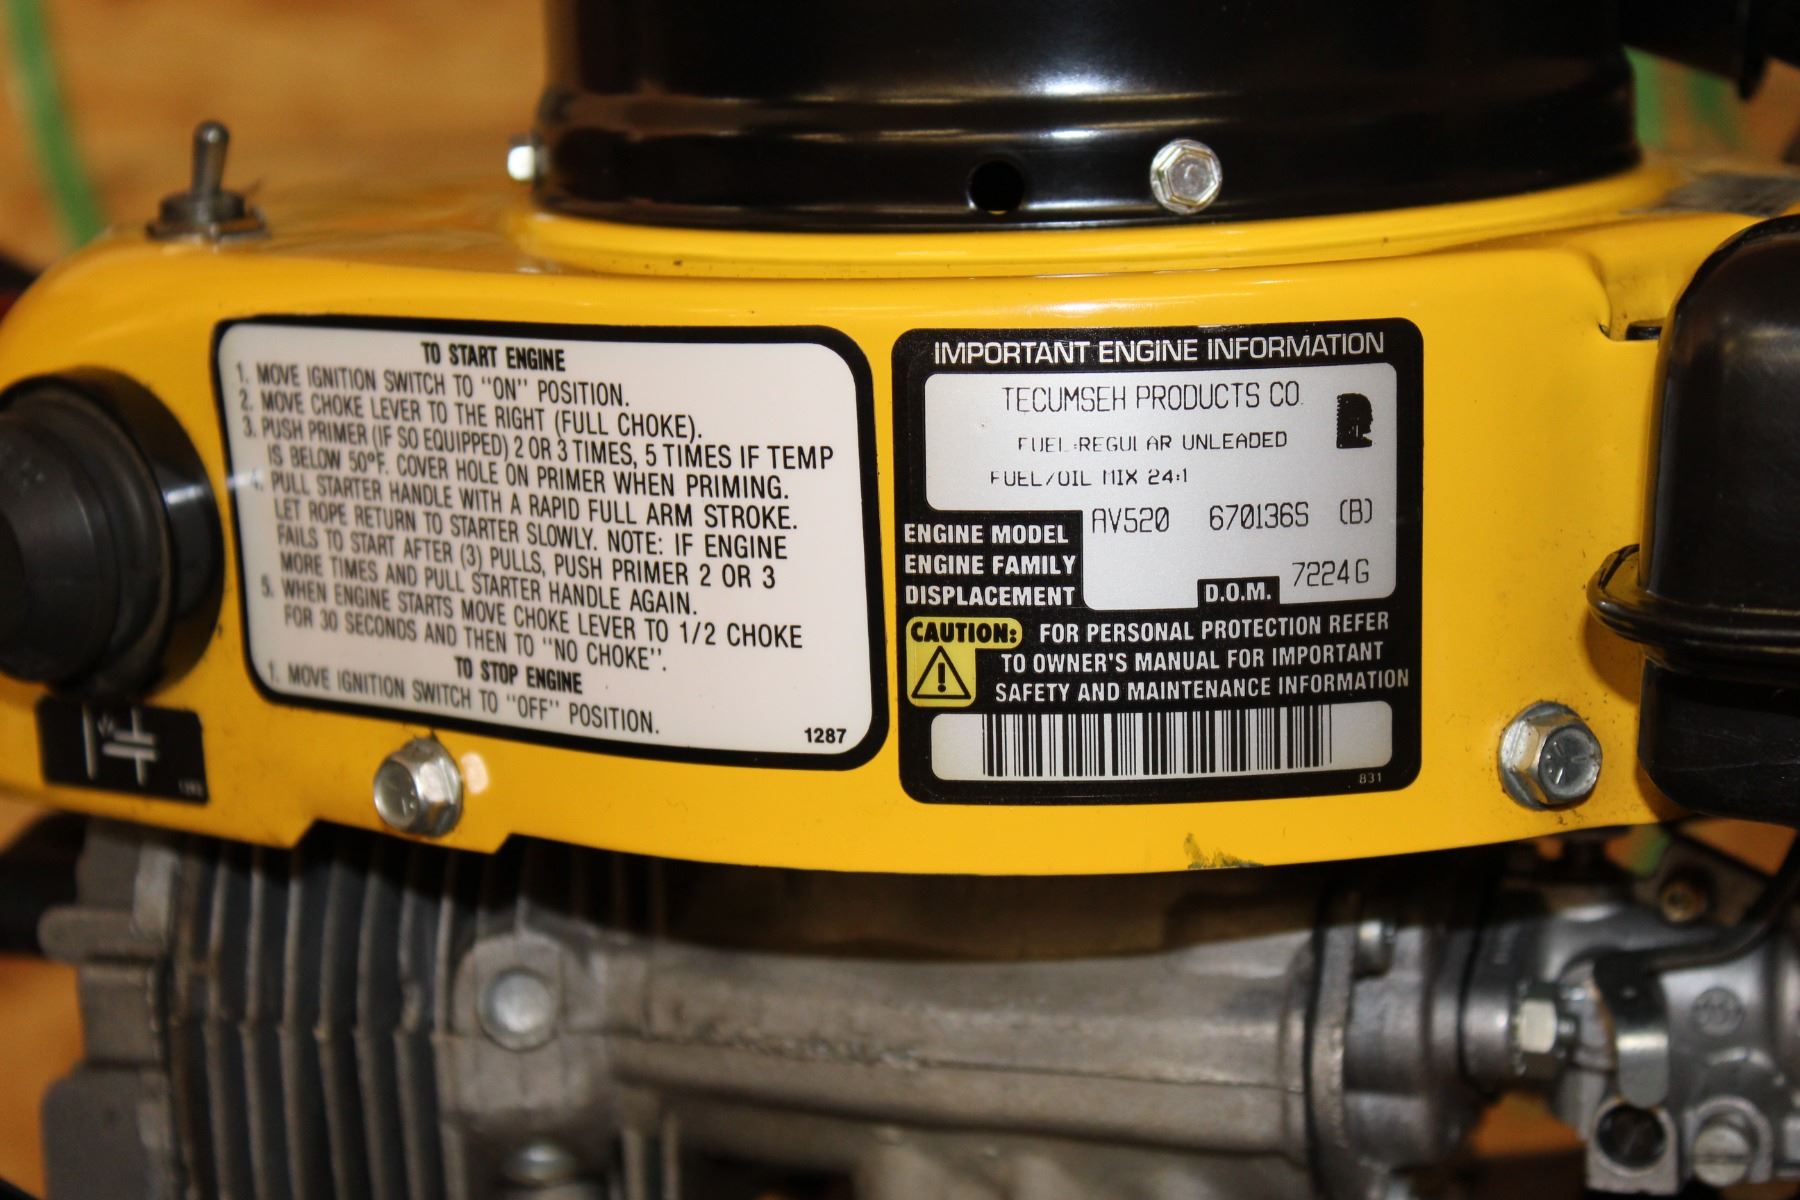 TO START ENGINE
1. MOVE IGNITION SWITCH TO "ON" POSITION.
2. MOVE CHOKE LEVER TO THE RIGHT (FULL CHOKE).
3. PUSH PRIMER (IF SO EQUIPPED) 2 OR 3 TIMES, 5 TIMES IF TEMP
IS BELOW 50°F. COVER HOLE ON PRIMER WHEN PRIMING.
4. PULL STARTER HANDLE WITH A RAPID FULL ARM STROKE.
LET ROPE RETURN TO STARTER SLOWLY. NOTE: IF ENGINE
FAILS TO START AFTER (3) PULLS, PUSH PRIMER 2 OR 3
MORE TIMES AND PULL STARTER HANDLE AGAIN.
5. WHEN ENGINE STARTS MOVE CHOKE LEVER TO 1/2 CHOKE
FOR 30 SECONDS AND THEN TO "NO CHOKE".
TO STOP ENGINE
1. MOVE IGNITION SWITCH TO "OFF" POSITION.
1287
IMPORTANT ENGINE INFORMATION
TECUMSEH PRODUCTS CO.
FUEL:REGULAR UNLEADED
FUEL/OIL MIX 24:1
ENGINE MODEL AV520 670136S (B)
ENGINE FAMILY
DISPLACEMENT D.O.M. 7224G
CAUTION: FOR PERSONAL PROTECTION REFER
TO OWNER'S MANUAL FOR IMPORTANT
SAFETY AND MAINTENANCE INFORMATION
831